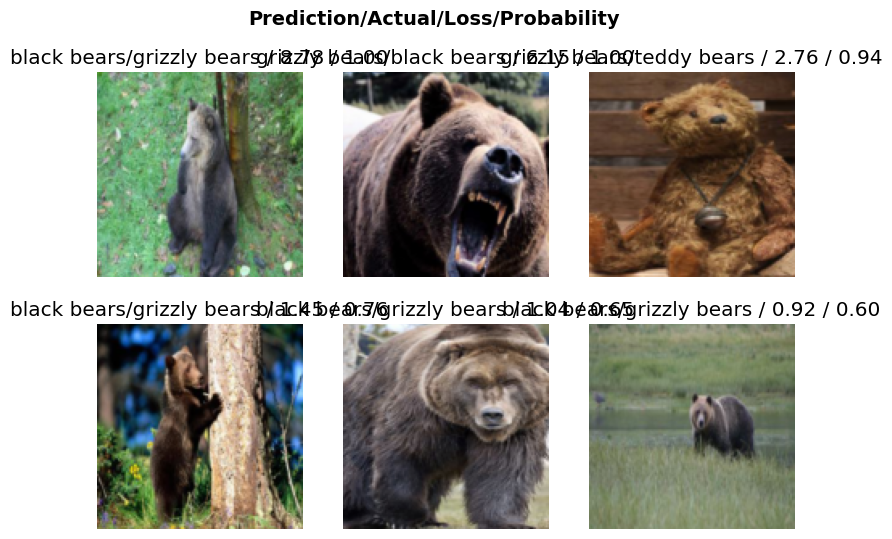 Prediction/Actual/Loss/Probability
black bears/grizzly bears / 8.78 / 1.00
grizzly bears/black bears / 6.15 / 1.00
grizzly bears/teddy bears / 2.76 / 0.94
black bears/grizzly bears / 1.45 / 0.76
black bears/grizzly bears / 1.04 / 0.65
black bears/grizzly bears / 0.92 / 0.60